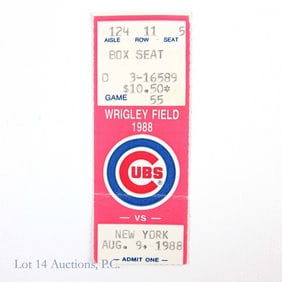 124 11 5
AISLE ROW SEAT
BOX SEAT
D 3-16589
$10.50*
GAME 55
WRIGLEY FIELD
1988
CUBS
— VS —
NEW YORK
AUG. 9, 1988
ADMIT ONE —
Lot 14 Auctions, P.C.